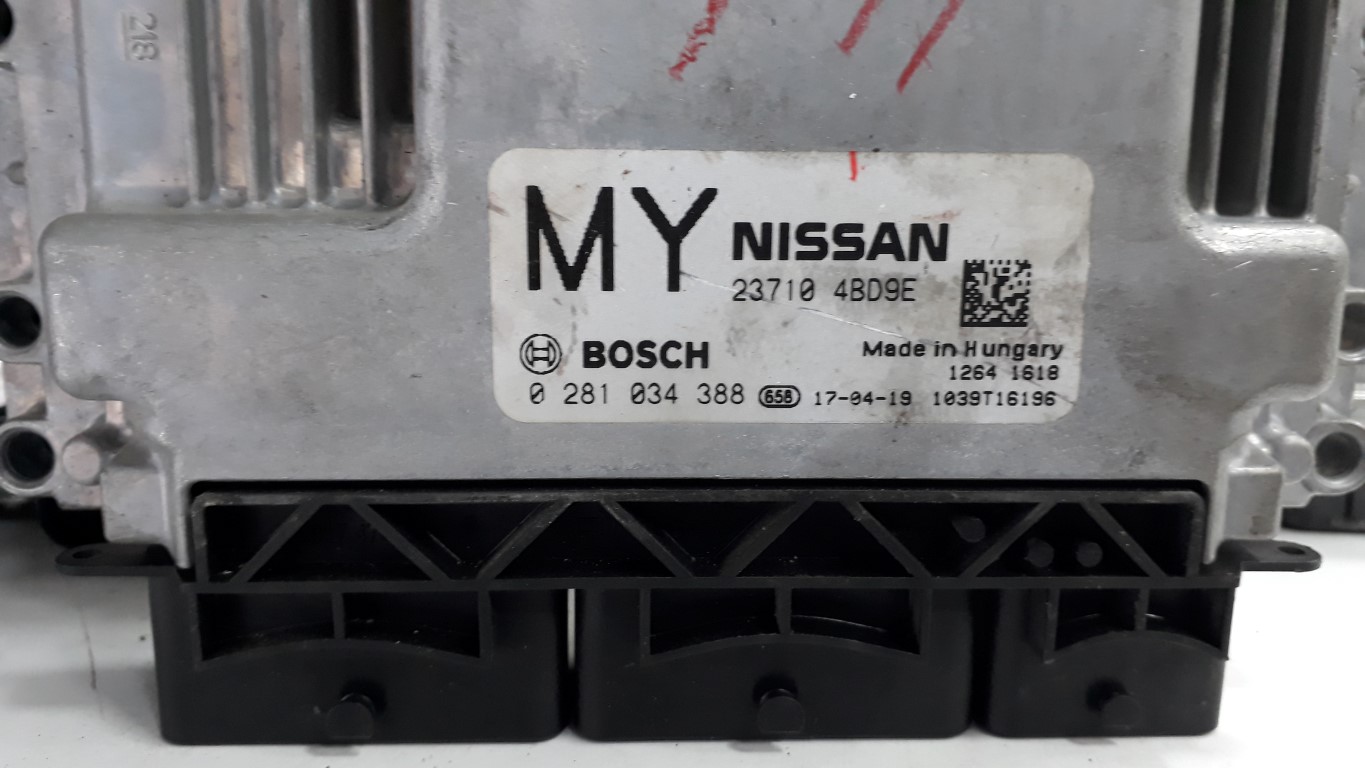 218
MY NISSAN
23710 4BD9E
BOSCH
Made in Hungary
1264 1618
0 281 034 388 658 17-04-19 1039T16196